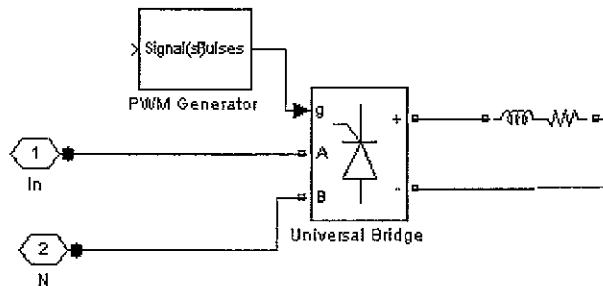 Signal(s)Pulses
PWM Generator
g
+
1
A
In
B
-
Universal Bridge
2
N